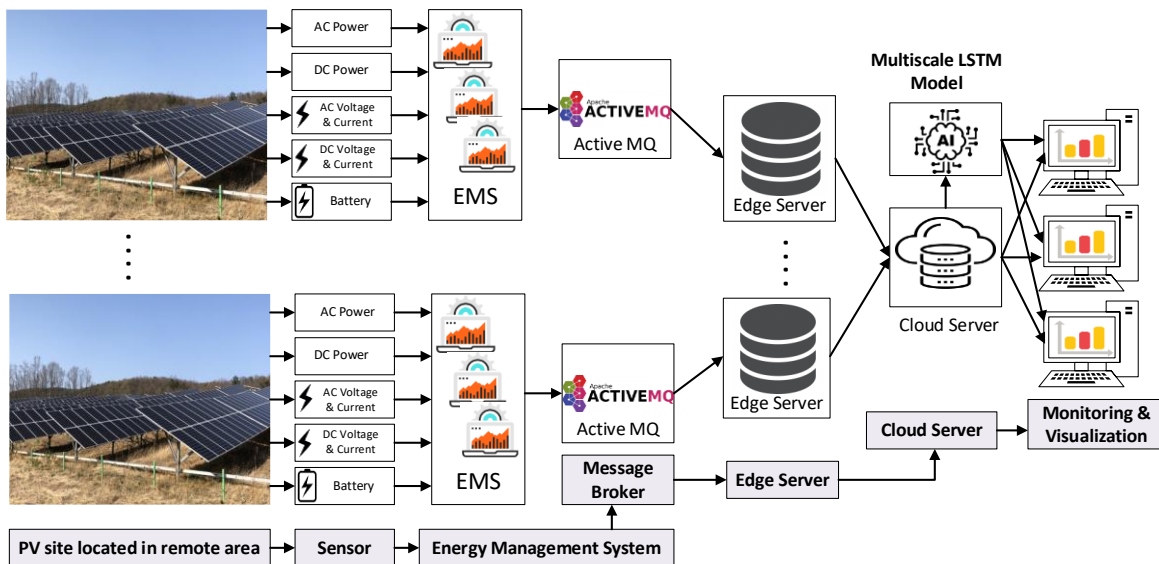 AC Power
DC Power
AC Voltage
& Current
DC Voltage
& Current
Battery
EMS
Apache
ACTIVEMQ
Active MQ
Edge Server
Multiscale LSTM
Model
AI
Cloud Server
AC Power
DC Power
AC Voltage
& Current
DC Voltage
& Current
Battery
EMS
Apache
ACTIVEMQ
Active MQ
Edge Server
PV site located in remote area
Sensor
Energy Management System
Message
Broker
Edge Server
Cloud Server
Monitoring &
Visualization